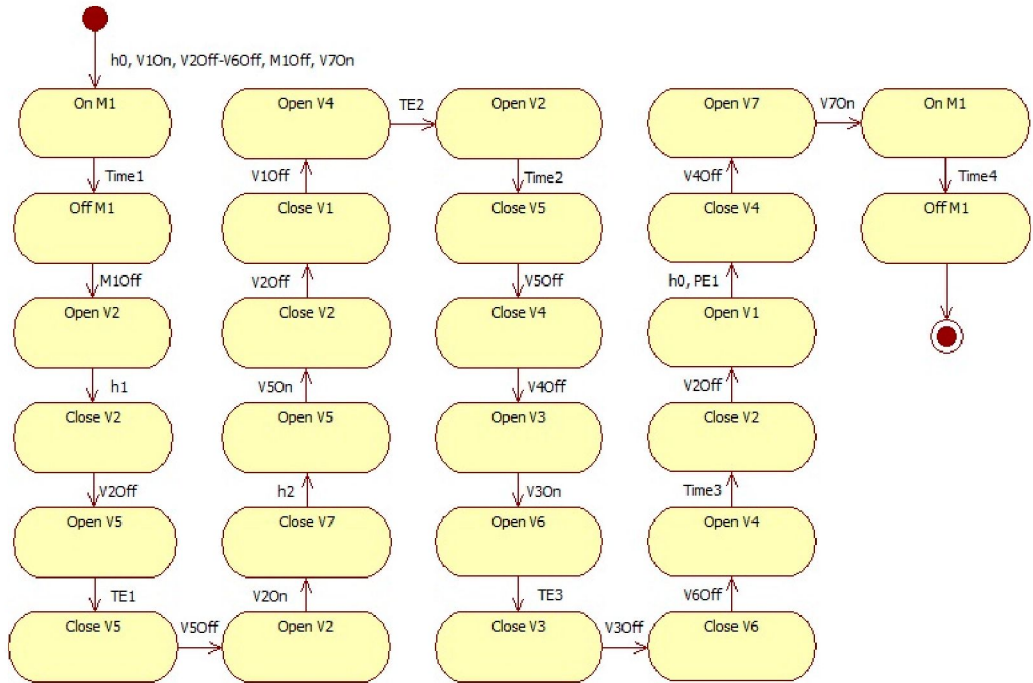 h0, V1On, V2Off-V6Off, M1Off, V7On
On M1
Time1
Off M1
M1Off
Open V2
h1
Close V2
V2Off
Open V5
TE1
Close V5
V5Off
Open V2
V2On
Close V7
h2
Open V5
V5On
Close V2
V2Off
Close V1
V1Off
Open V4
TE2
Open V2
Time2
Close V5
V5Off
Close V4
V4Off
Open V3
V3On
Open V6
TE3
Close V3
V3Off
Close V6
V6Off
Open V4
Time3
Close V2
V2Off
Open V1
h0, PE1
Close V4
V4Off
Open V7
V7On
On M1
Time4
Off M1